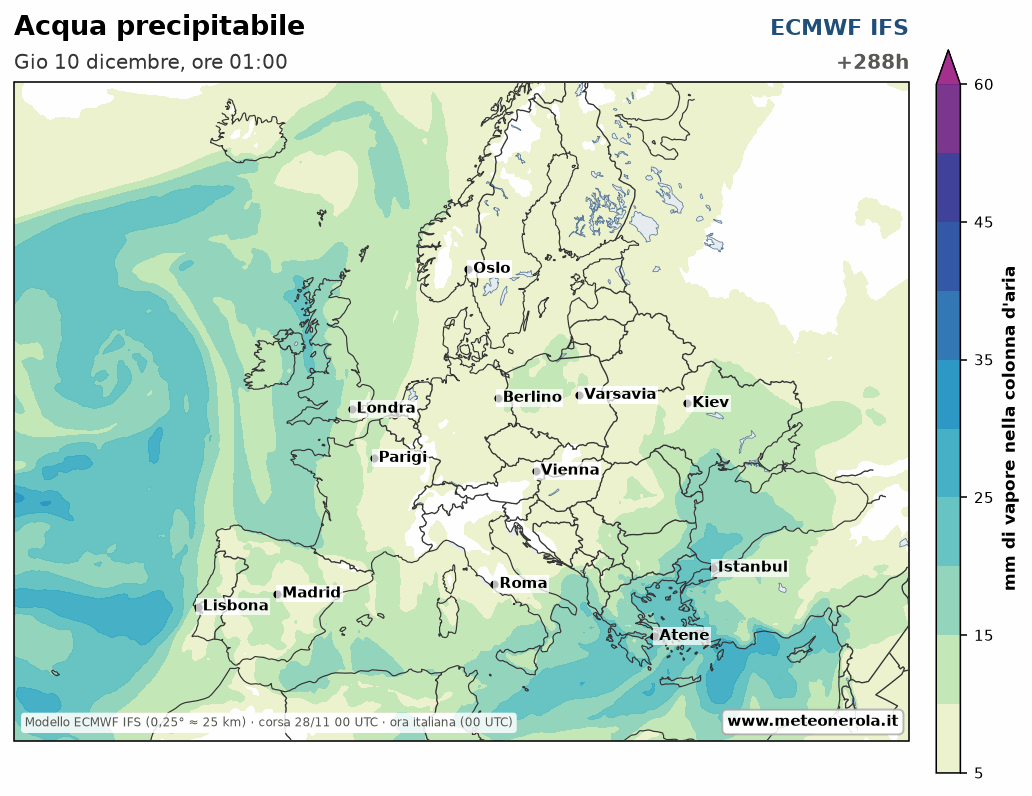 Acqua precipitabile
ECMWF IFS
Gio 10 dicembre, ore 01:00
+288h
60
45
35
25
15
5
mm di vapore nella colonna d'aria
Oslo
Berlino
Varsavia
Kiev
Londra
Parigi
Vienna
Istanbul
Roma
Madrid
Lisbona
Atene
Modello ECMWF IFS (0,25° ≈ 25 km) · corsa 28/11 00 UTC · ora italiana (00 UTC)
www.meteonerola.it